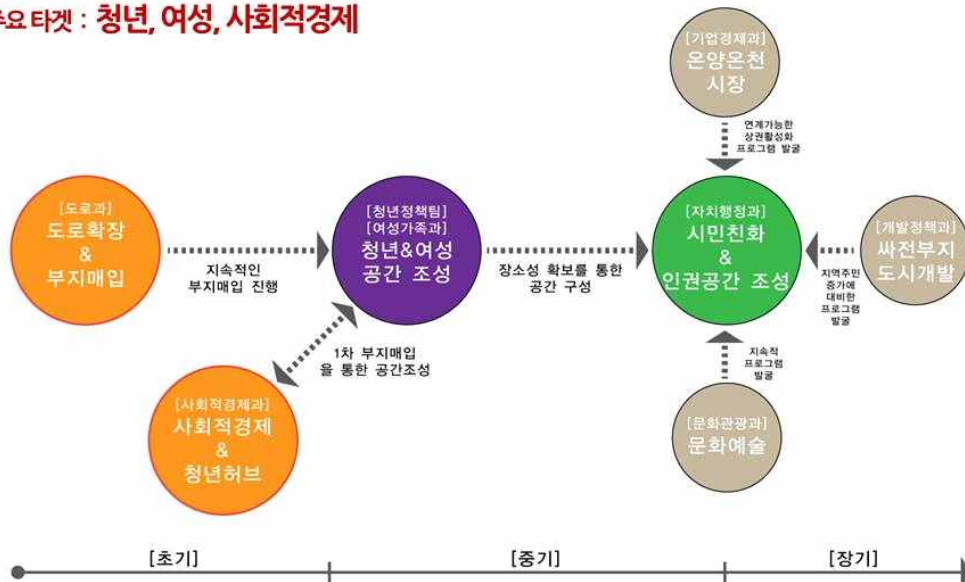 주요 타겟 : 청년, 여성, 사회적경제
[기업경제과]
온양온천
시장
연계가능한
상권활성화
프로그램 발굴
[도로과]
도로확장
&
부지매입
지속적인
부지매입 진행
[청년정책팀]
[여성가족과]
청년&여성
공간 조성
장소성 확보를 통한
공간 구성
[자치행정과]
시민친화
&
인권공간 조성
지역주민
증가에
대비한
프로그램
발굴
[개발정책과]
싸전부지
도시개발
1차 부지매입
을 통한 공간조성
[사회적경제과]
사회적경제
&
청년허브
지속적
프로그램
발굴
[문화관광과]
문화예술
[초기]
[중기]
[장기]